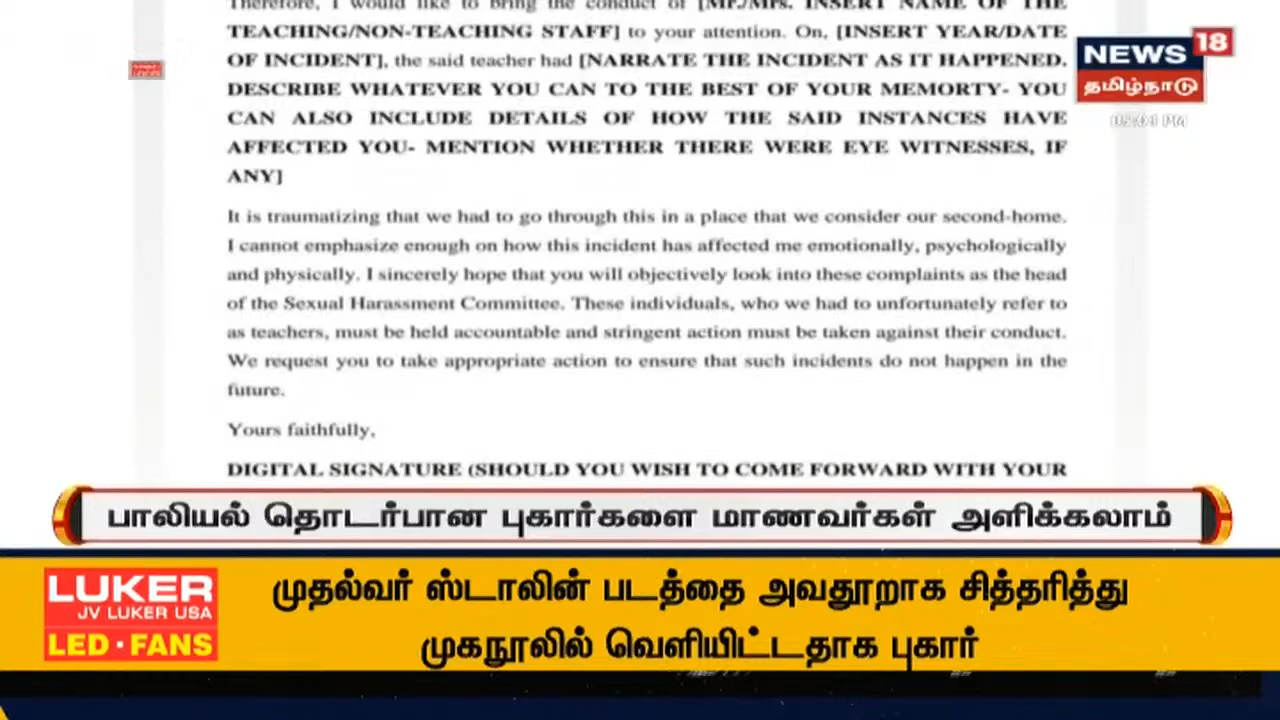 Therefore, I would like to bring the conduct of [Mr./Mrs. INSERT NAME OF THE
TEACHING/NON-TEACHING STAFF] to your attention. On, [INSERT YEAR/DATE
OF INCIDENT], the said teacher had [NARRATE THE INCIDENT AS IT HAPPENED.
DESCRIBE WHATEVER YOU CAN TO THE BEST OF YOUR MEMORTY- YOU
CAN ALSO INCLUDE DETAILS OF HOW THE SAID INSTANCES HAVE
AFFECTED YOU- MENTION WHETHER THERE WERE EYE WITNESSES, IF
ANY]
It is traumatizing that we had to go through this in a place that we consider our second-home.
I cannot emphasize enough on how this incident has affected me emotionally, psychologically
and physically. I sincerely hope that you will objectively look into these complaints as the head
of the Sexual Harassment Committee. These individuals, who we had to unfortunately refer to
as teachers, must be held accountable and stringent action must be taken against their conduct.
We request you to take appropriate action to ensure that such incidents do not happen in the
future.
Yours faithfully,
DIGITAL SIGNATURE (SHOULD YOU WISH TO COME FORWARD WITH YOUR
NEWS 18
தமிழ்நாடு
05:01 PM
பாலியல் தொடர்பான புகார்களை மாணவர்கள் அளிக்கலாம்
LUKER
JV LUKER USA
LED · FANS
முதல்வர் ஸ்டாலின் படத்தை அவதூறாக சித்தரித்து
முகநூலில் வெளியிட்டதாக புகார்